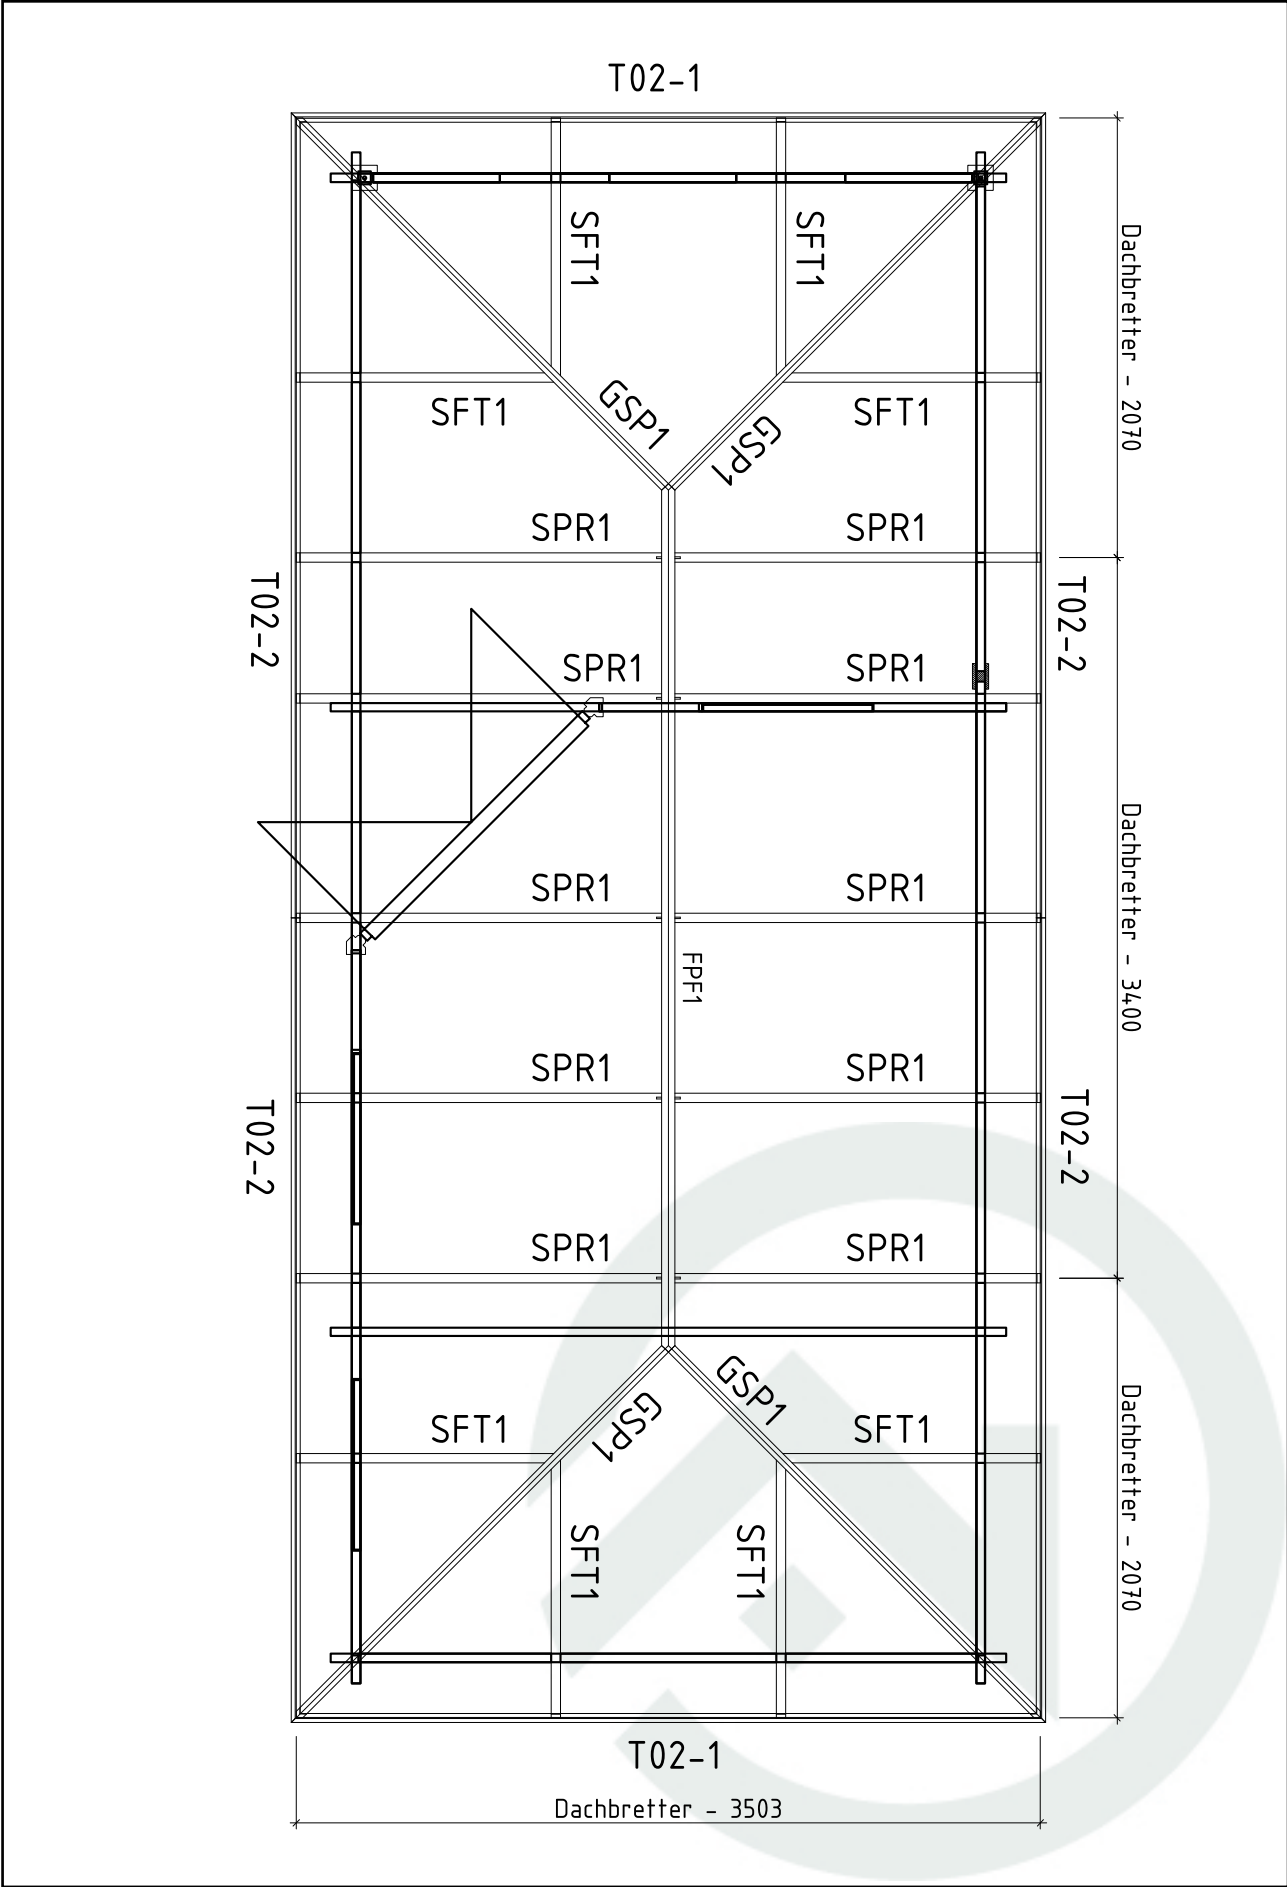 T02-1
SFT1
SFT1
Dachbretter - 2070
SFT1
GSP1
GSP1
SFT1
SPR1
SPR1
T02-2
T02-2
SPR1
SPR1
Dachbretter - 3400
SPR1
SPR1
FPF1
SPR1
SPR1
T02-2
T02-2
SPR1
SPR1
GSP1
GSP1
SFT1
SFT1
Dachbretter - 2070
SFT1
SFT1
T02-1
Dachbretter - 3503